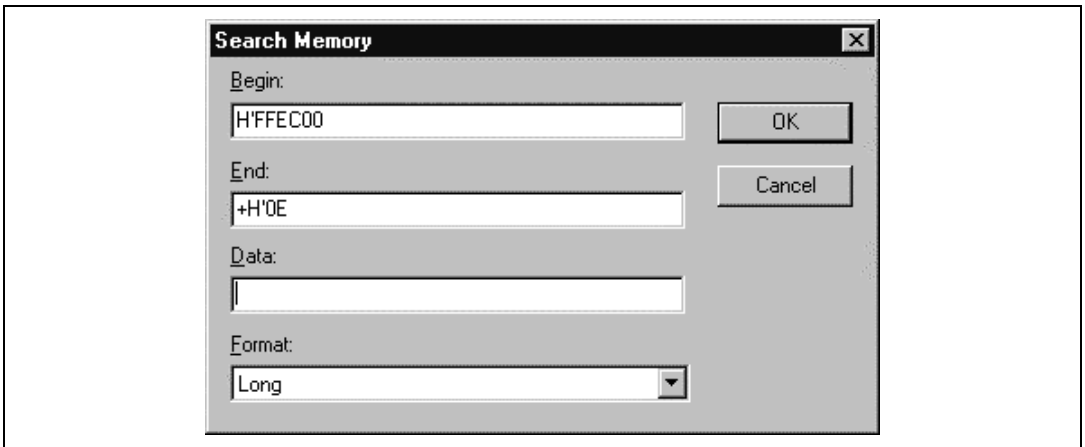 Search Memory
Begin:
H'FFEC00
OK
End:
Cancel
+H'0E
Data:
Format:
Long